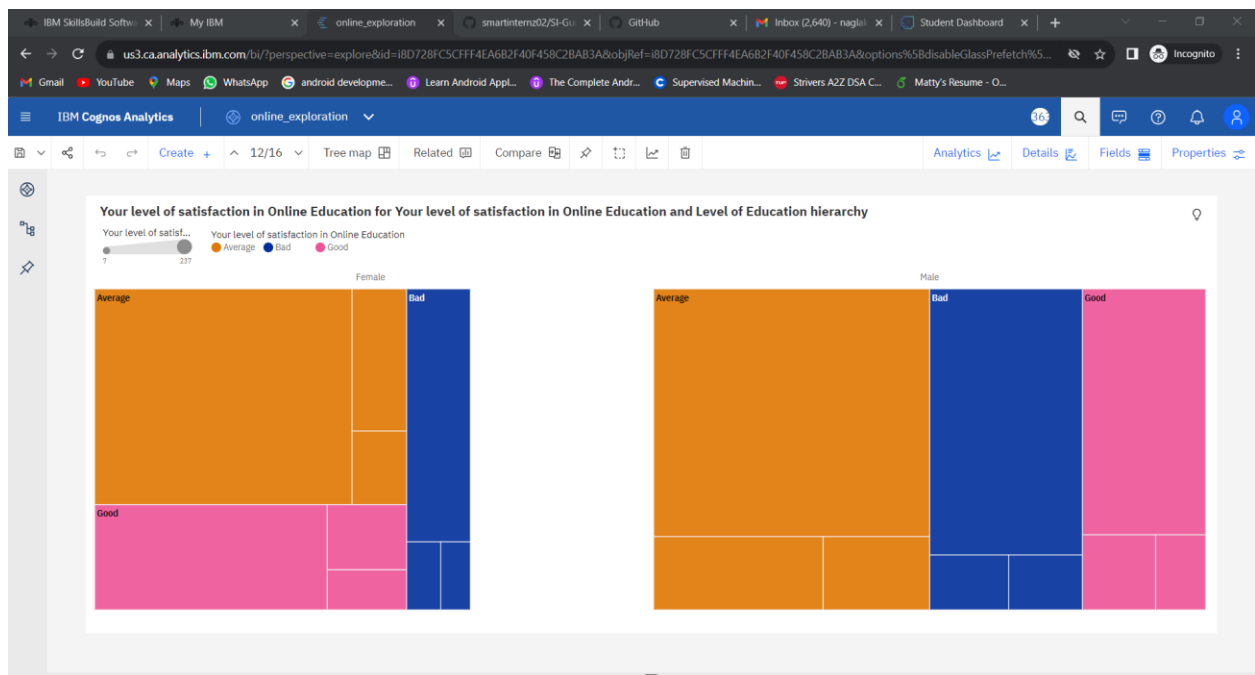 IBM SkillsBuild Softwa
My IBM
online_exploration
smartinternz02/SI-Gui
GitHub
Inbox (2,640) - naglak
Student Dashboard
us3.ca.analytics.ibm.com/bi/?perspective=explore&id=i8D728FC5CFFF4EA6B2F40F458C2BAB3A&objRef=i8D728FC5CFFF4EA6B2F40F458C2BAB3A&options%5BdisableGlassPrefetch%5...
Incognito
Gmail YouTube Maps WhatsApp android developme... Learn Android Appl... The Complete Andr... Supervised Machin... Strivers A2Z DSA C... Matty's Resume - O...
IBM Cognos Analytics online_exploration
Create + 12/16 Tree map Related Compare Analytics Details Fields Properties
Your level of satisfaction in Online Education for Your level of satisfaction in Online Education and Level of Education hierarchy
Your level of satisf...
7 237
Your level of satisfaction in Online Education
Average Bad Good
Female
Average
Bad
Good
Male
Average
Bad
Good